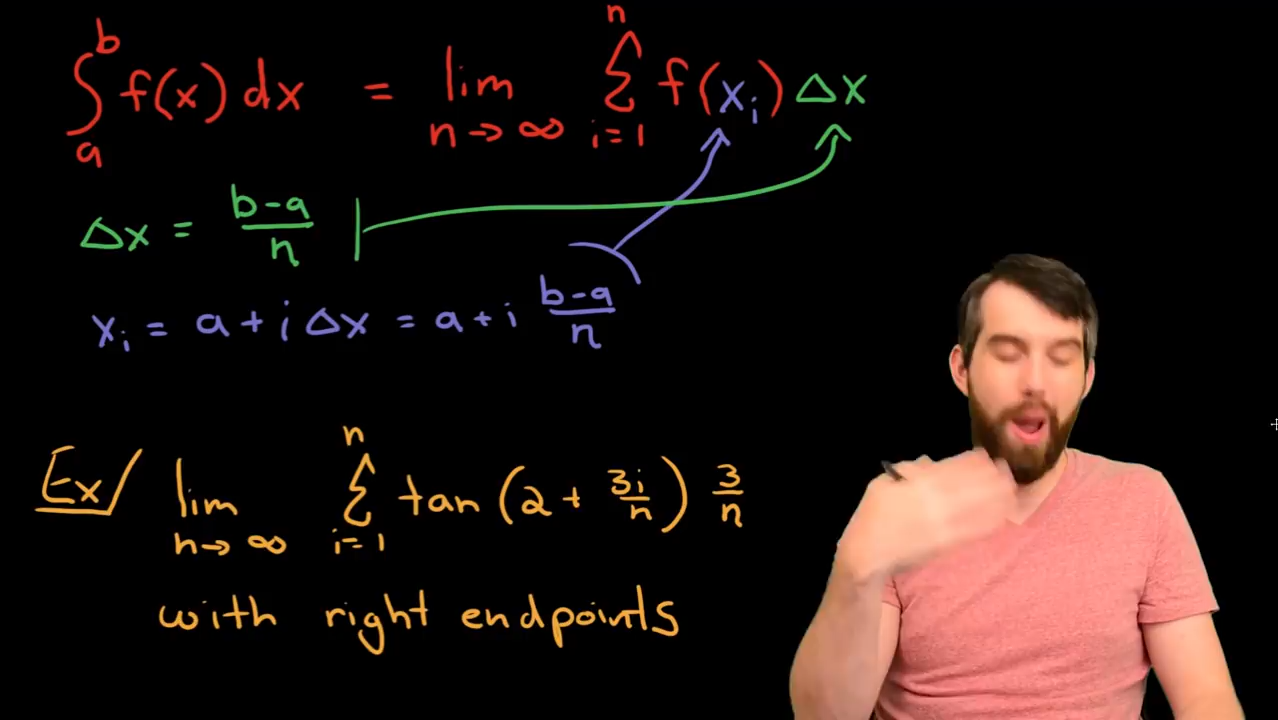 ∫_a^b f(x) dx = lim_{n→∞} Σ_{i=1}^n f(x_i) Δx
Δx = (b-a)/n
x_i = a + i Δx = a + i (b-a)/n
Ex/ lim_{n→∞} Σ_{i=1}^n tan (2 + 3i/n) 3/n
with right endpoints